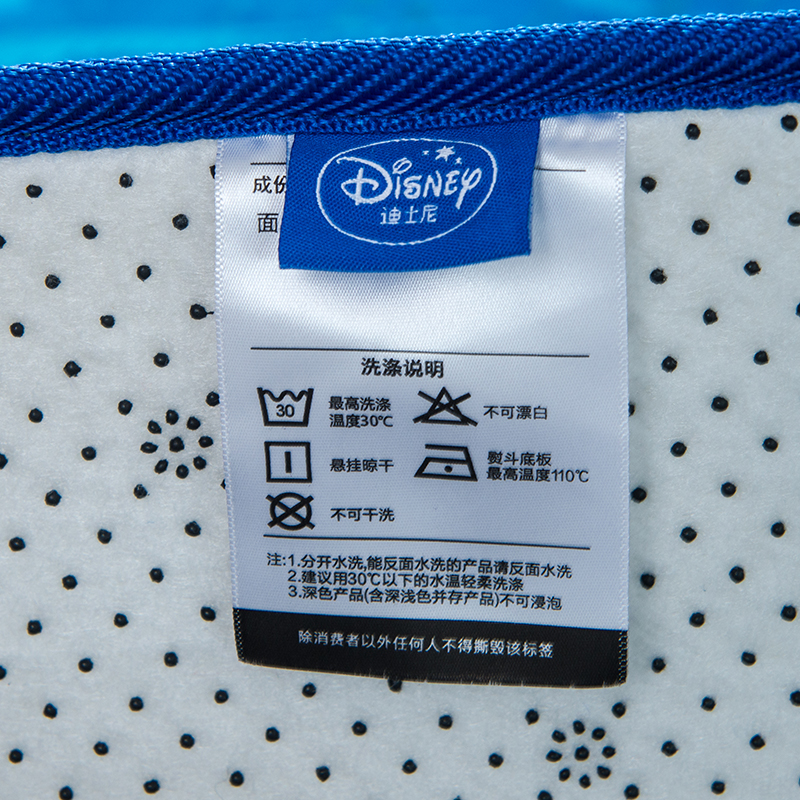 DISNEY
迪士尼
成份
面
洗涤说明
30
最高洗涤
温度30℃
不可漂白
悬挂晾干
熨斗底板
最高温度110℃
不可干洗
注:1.分开水洗,能反面水洗的产品请反面水洗
2.建议用30℃以下的水温轻柔洗涤
3.深色产品(含深浅色并存产品)不可浸泡
除消费者以外任何人不得撕毁该标签